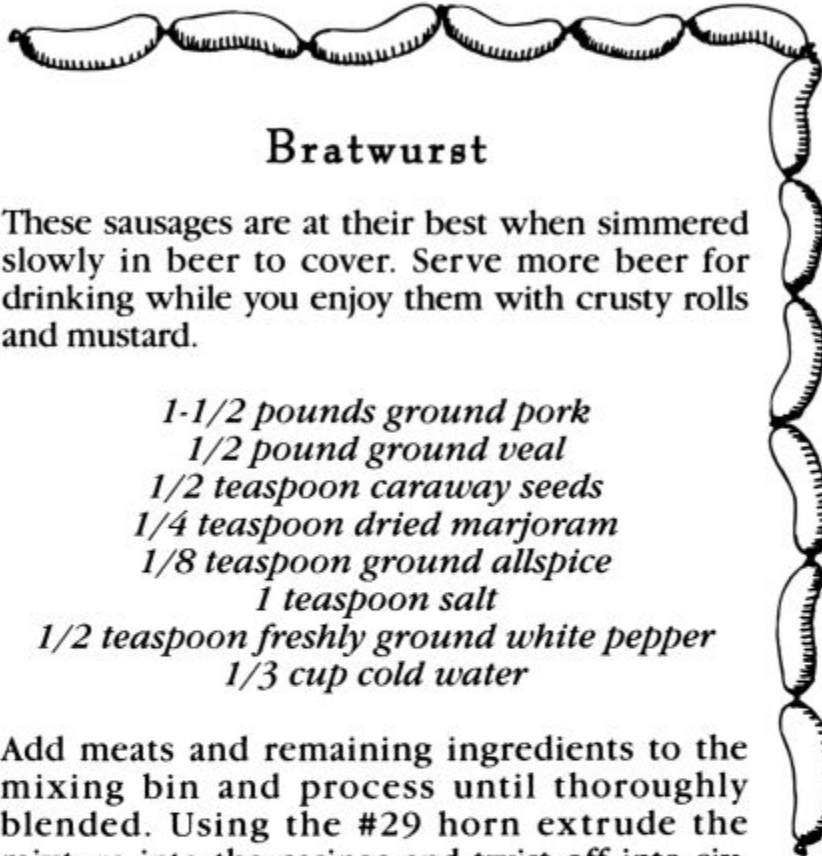 Bratwurst
These sausages are at their best when simmered
slowly in beer to cover. Serve more beer for
drinking while you enjoy them with crusty rolls
and mustard.
1-1/2 pounds ground pork
1/2 pound ground veal
1/2 teaspoon caraway seeds
1/4 teaspoon dried marjoram
1/8 teaspoon ground allspice
1 teaspoon salt
1/2 teaspoon freshly ground white pepper
1/3 cup cold water
Add meats and remaining ingredients to the
mixing bin and process until thoroughly
blended. Using the #29 horn extrude the